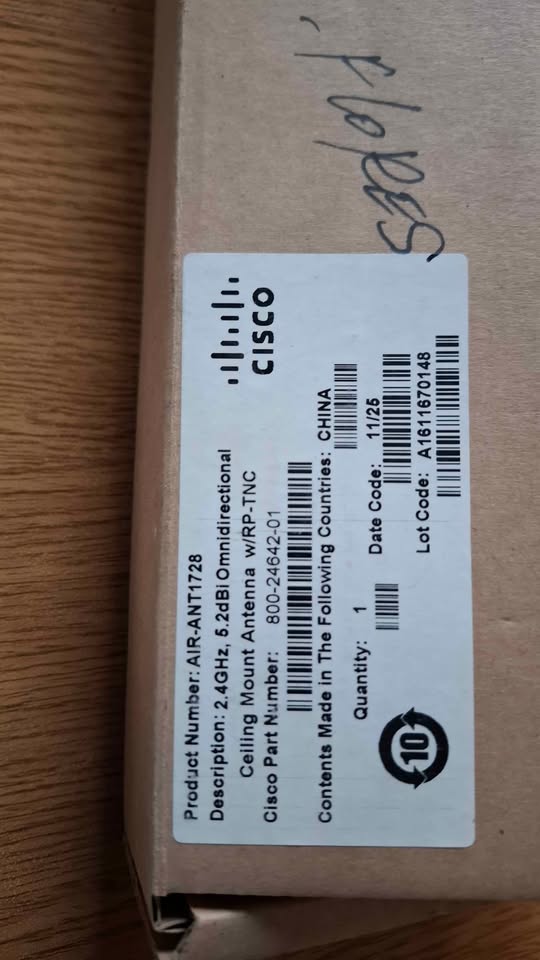 CISCO
Product Number: AIR-ANT1728
Description: 2.4GHz, 5.2dBi Omnidirectional
Ceiling Mount Antenna w/RP-TNC
Cisco Part Number: 800-24642-01
Contents Made in The Following Countries: CHINA
Quantity: 1
Date Code: 11/25
Lot Code: A1611670148
10